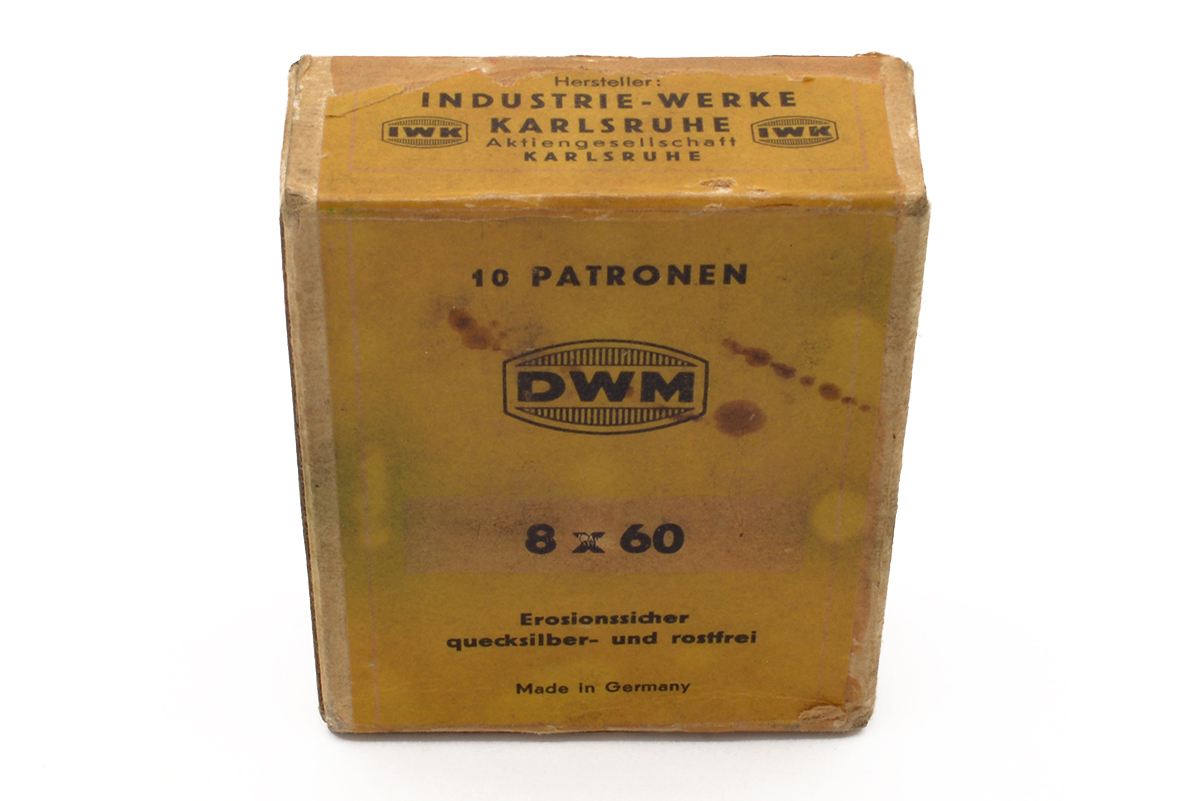 Hersteller:
INDUSTRIE-WERKE
KARLSRUHE
IWK
IWK
Aktiengesellschaft
KARLSRUHE
10 PATRONEN
DWM
8 x 60
Erosionssicher
quecksilber- und rostfrei
Made in Germany